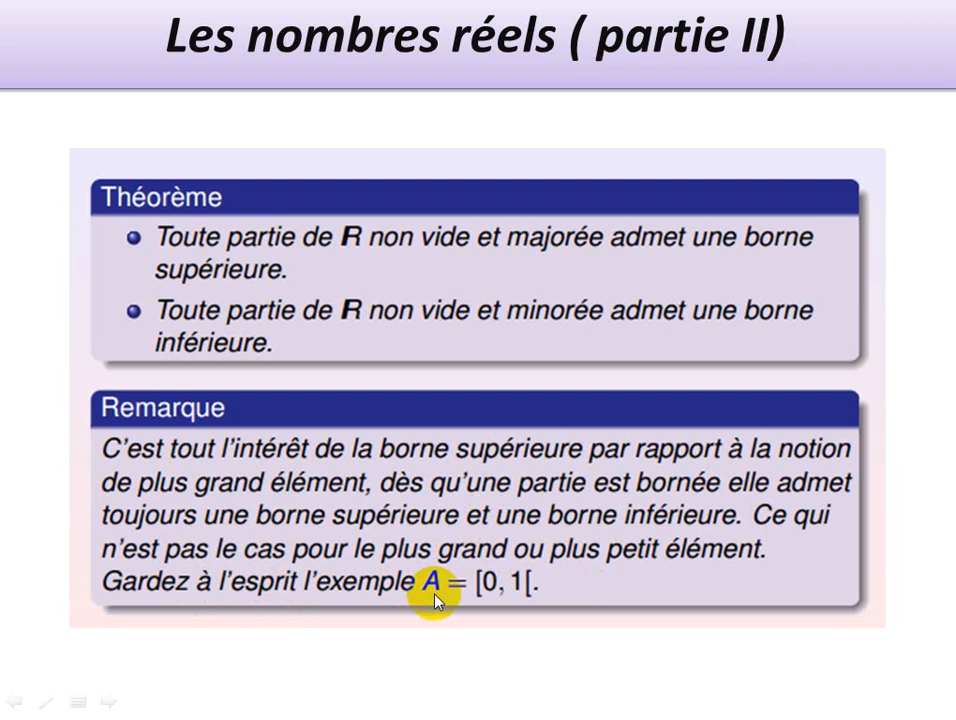 Les nombres réels ( partie II)
Théorème
Toute partie de ℝ non vide et majorée admet une borne
supérieure.
Toute partie de ℝ non vide et minorée admet une borne
inférieure.
Remarque
C'est tout l'intérêt de la borne supérieure par rapport à la notion
de plus grand élément, dès qu'une partie est bornée elle admet
toujours une borne supérieure et une borne inférieure. Ce qui
n'est pas le cas pour le plus grand ou plus petit élément.
Gardez à l'esprit l'exemple A = [0, 1[.